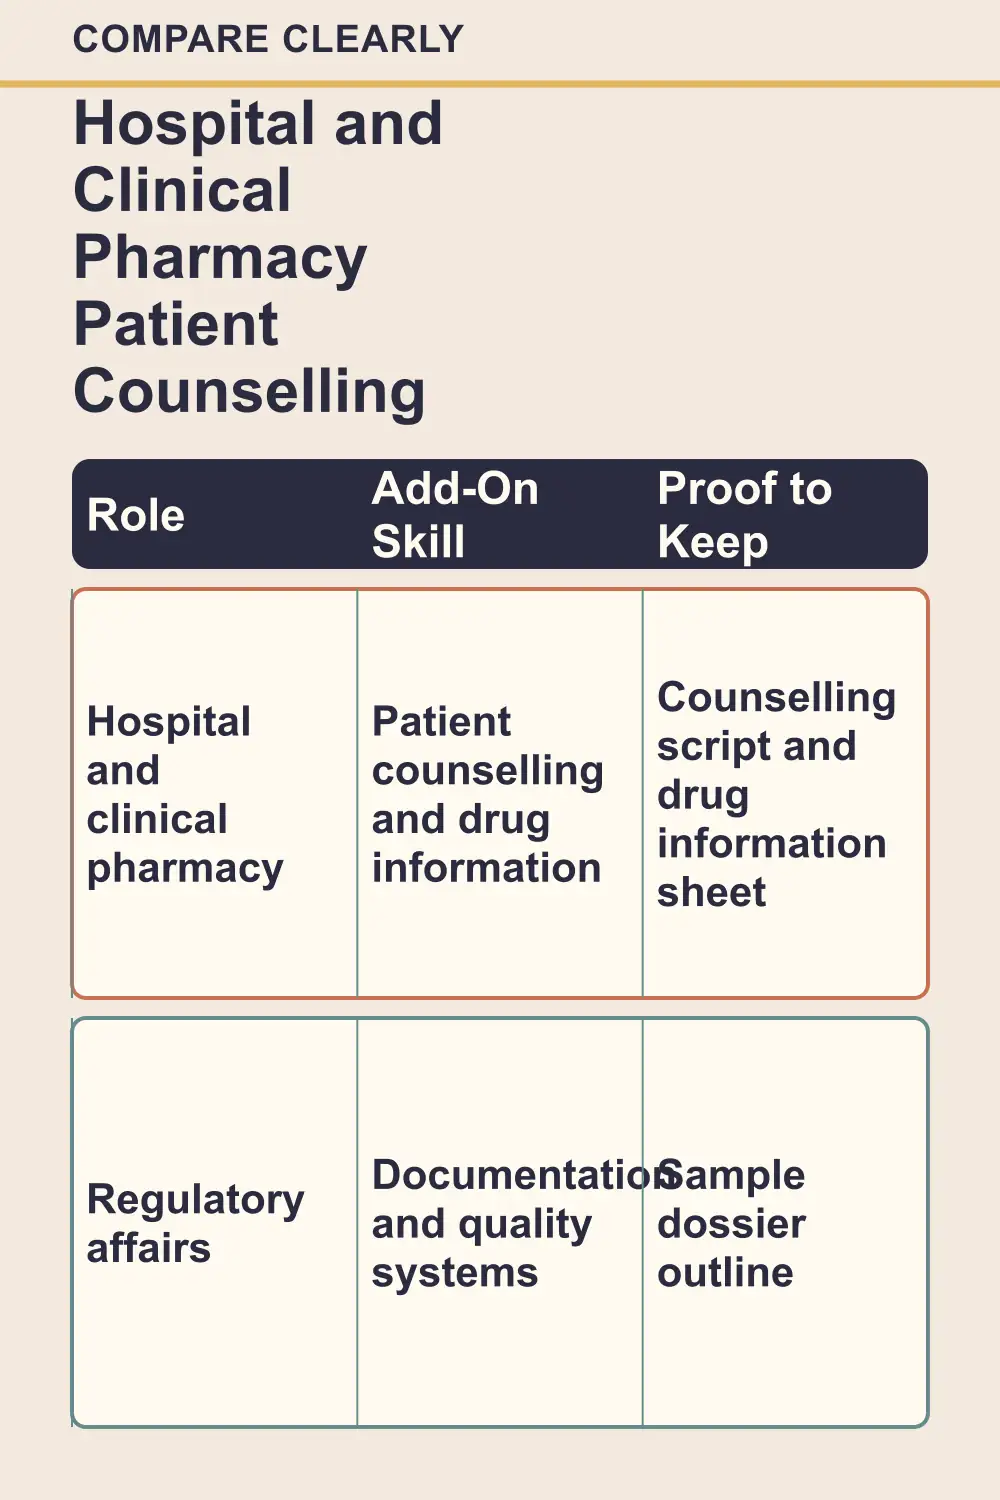 COMPARE CLEARLY
Hospital and
Clinical
Pharmacy
Patient
Counselling
Role
Add-On
Skill
Proof to
Keep
Hospital
and
clinical
pharmacy
Patient
counselling
and drug
information
Counselling
script and
drug
information
sheet
Regulatory
affairs
Documentation
and quality
systems
Sample
dossier
outline